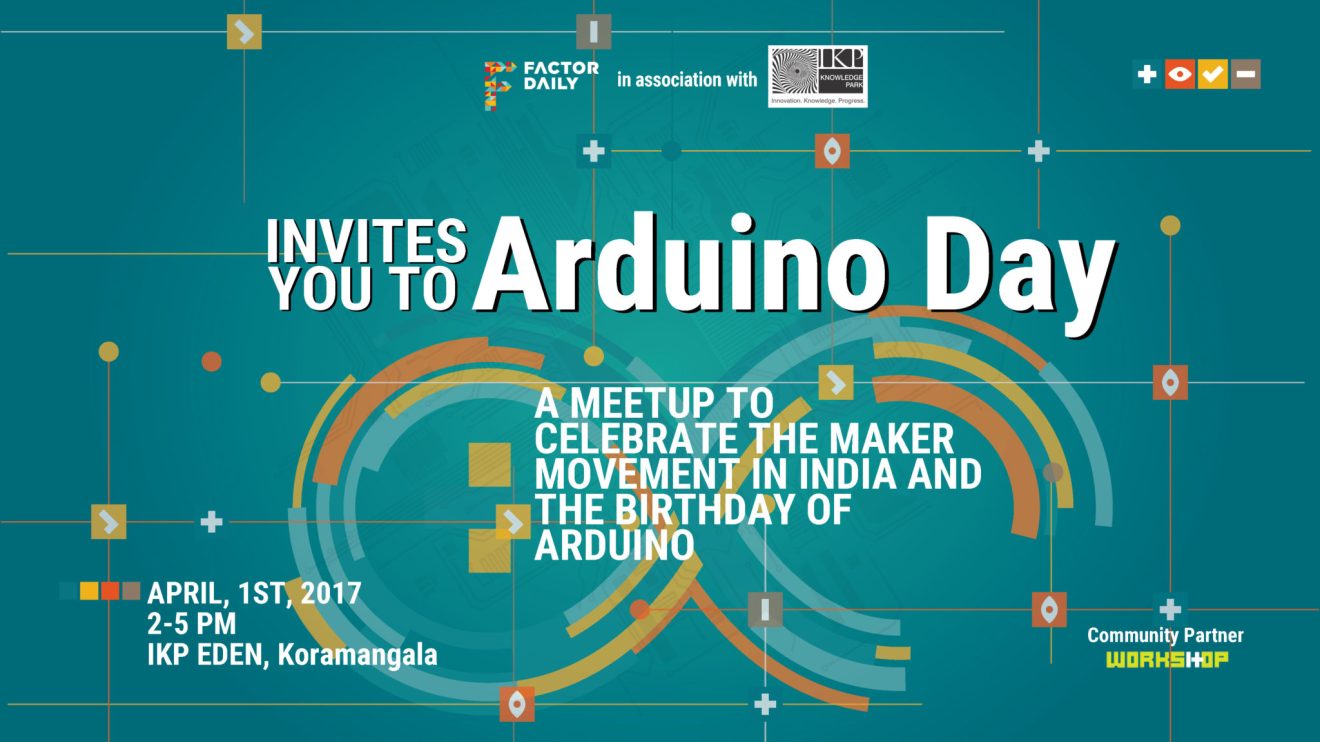 FACTOR
DAILY
in association with
IKP
KNOWLEDGE
PARK
Innovation. Knowledge. Progress.
INVITES
YOU TO
Arduino Day
A MEETUP TO
CELEBRATE THE MAKER
MOVEMENT IN INDIA AND
THE BIRTHDAY OF
ARDUINO
APRIL, 1ST, 2017
2-5 PM
IKP EDEN, Koramangala
Community Partner
WORKSHOP